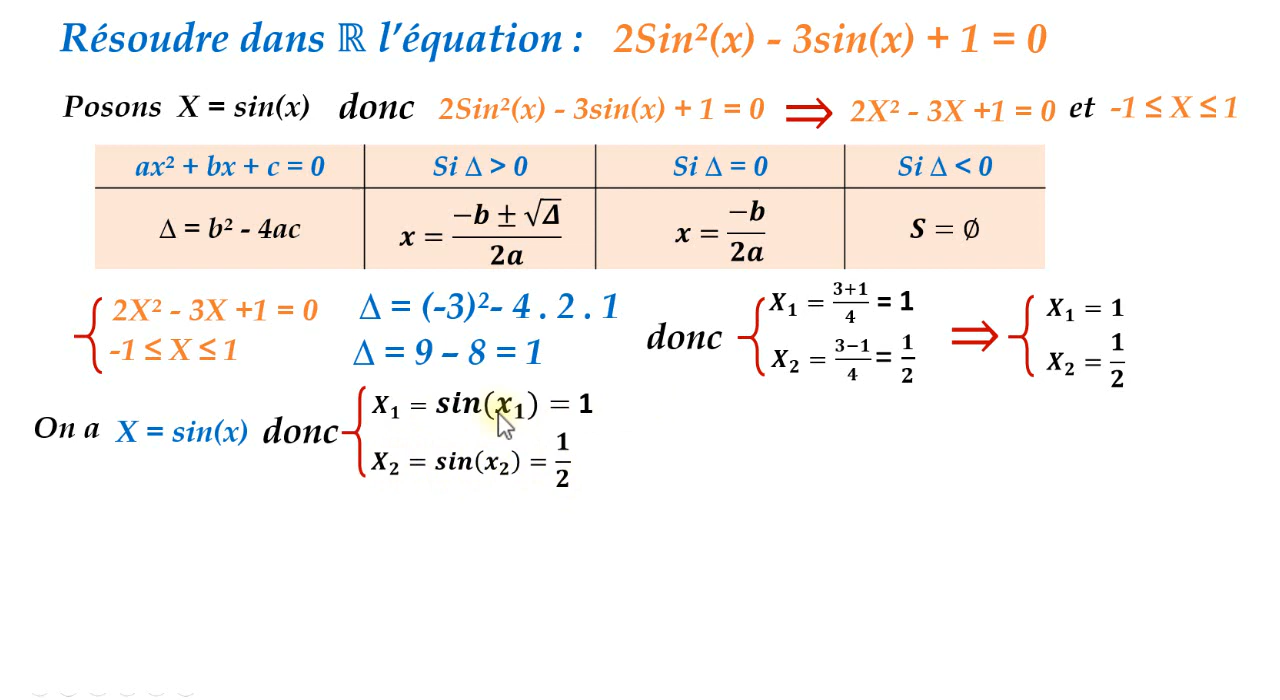 Résoudre dans ℝ l'équation : 2Sin²(x) - 3sin(x) + 1 = 0
Posons X = sin(x) donc 2Sin²(x) - 3sin(x) + 1 = 0 ⟹ 2X² - 3X +1 = 0 et -1 ≤ X ≤ 1
ax² + bx + c = 0 Si Δ > 0 Si Δ = 0 Si Δ < 0
Δ = b² - 4ac x = (−b ± √Δ)/2a x = −b/2a S = ∅
2X² - 3X +1 = 0
-1 ≤ X ≤ 1
Δ = (-3)²- 4 . 2 . 1
Δ = 9 – 8 = 1
donc
X₁ = (3+1)/4 = 1
X₂ = (3−1)/4 = 1/2
⟹
X₁ = 1
X₂ = 1/2
On a X = sin(x) donc
X₁ = sin(x₁) = 1
X₂ = sin(x₂) = 1/2